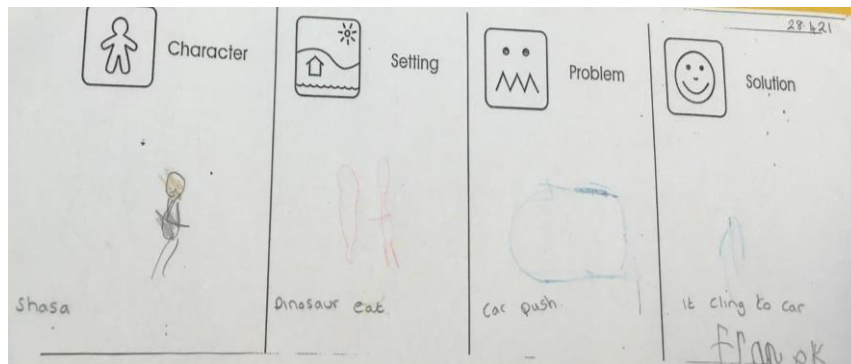 28.4.21
Character
Setting
Problem
Solution
Shasa
Dinosaur eat.
Car push.
it cling to car